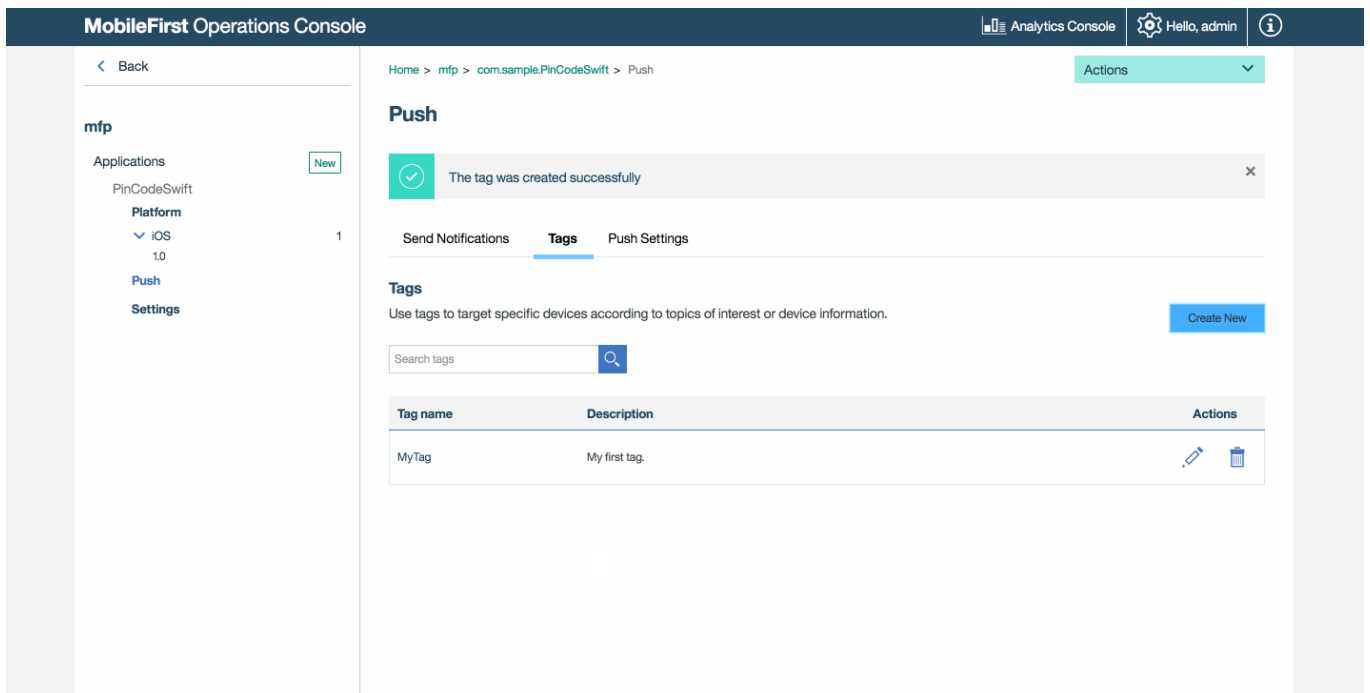 MobileFirst Operations Console
Analytics Console
Hello, admin
Back
Home > mfp > com.sample.PinCodeSwift > Push
Actions
Push
mfp
Applications
New
PinCodeSwift
Platform
iOS 1
1.0
Push
Settings
The tag was created successfully
Send Notifications Tags Push Settings
Tags
Use tags to target specific devices according to topics of interest or device information.
Create New
Search tags
Tag name Description Actions
MyTag My first tag.